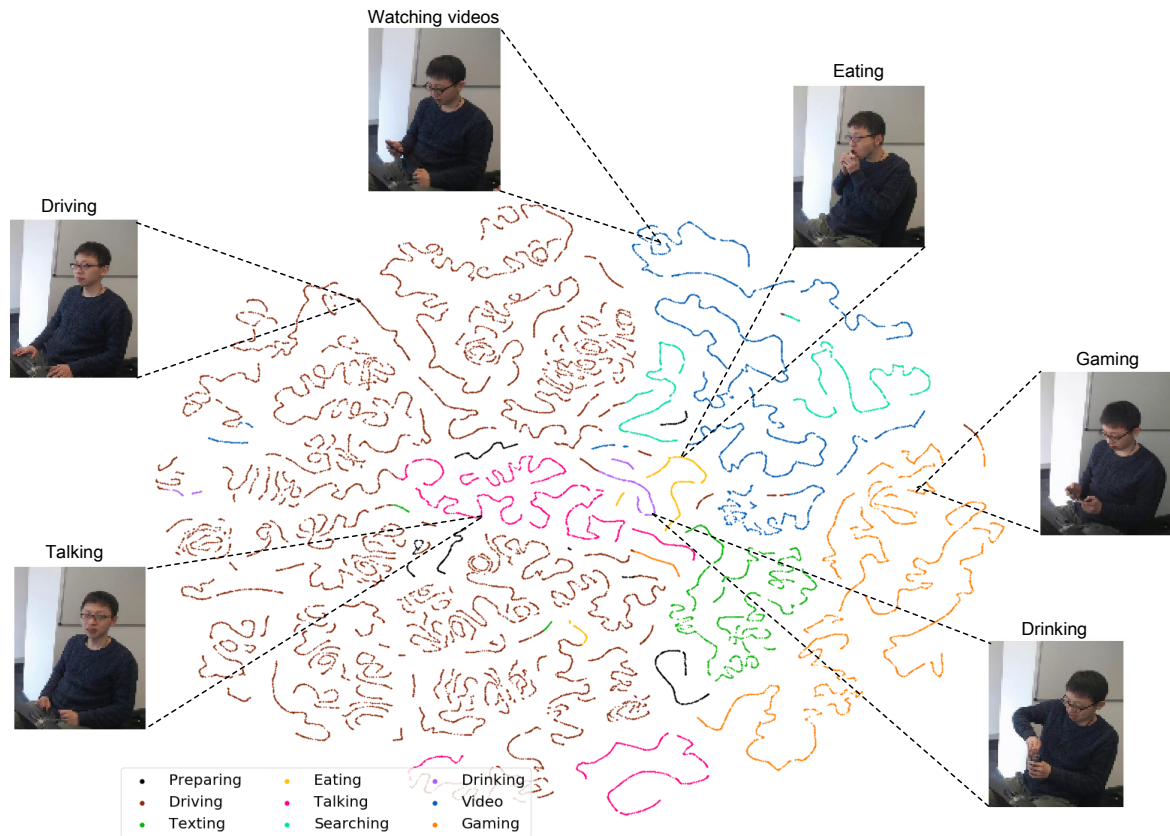 Watching videos
Eating
Driving
Gaming
Talking
Drinking
Preparing
Driving
Texting
Eating
Talking
Searching
Drinking
Video
Gaming